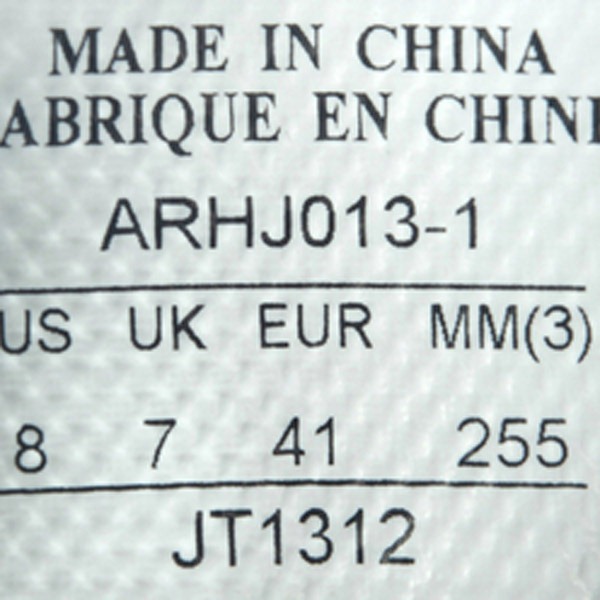 MADE IN CHINA
ABRIQUE EN CHIN
ARHJ013-1
US UK EUR MM(3)
8 7 41 255
JT1312